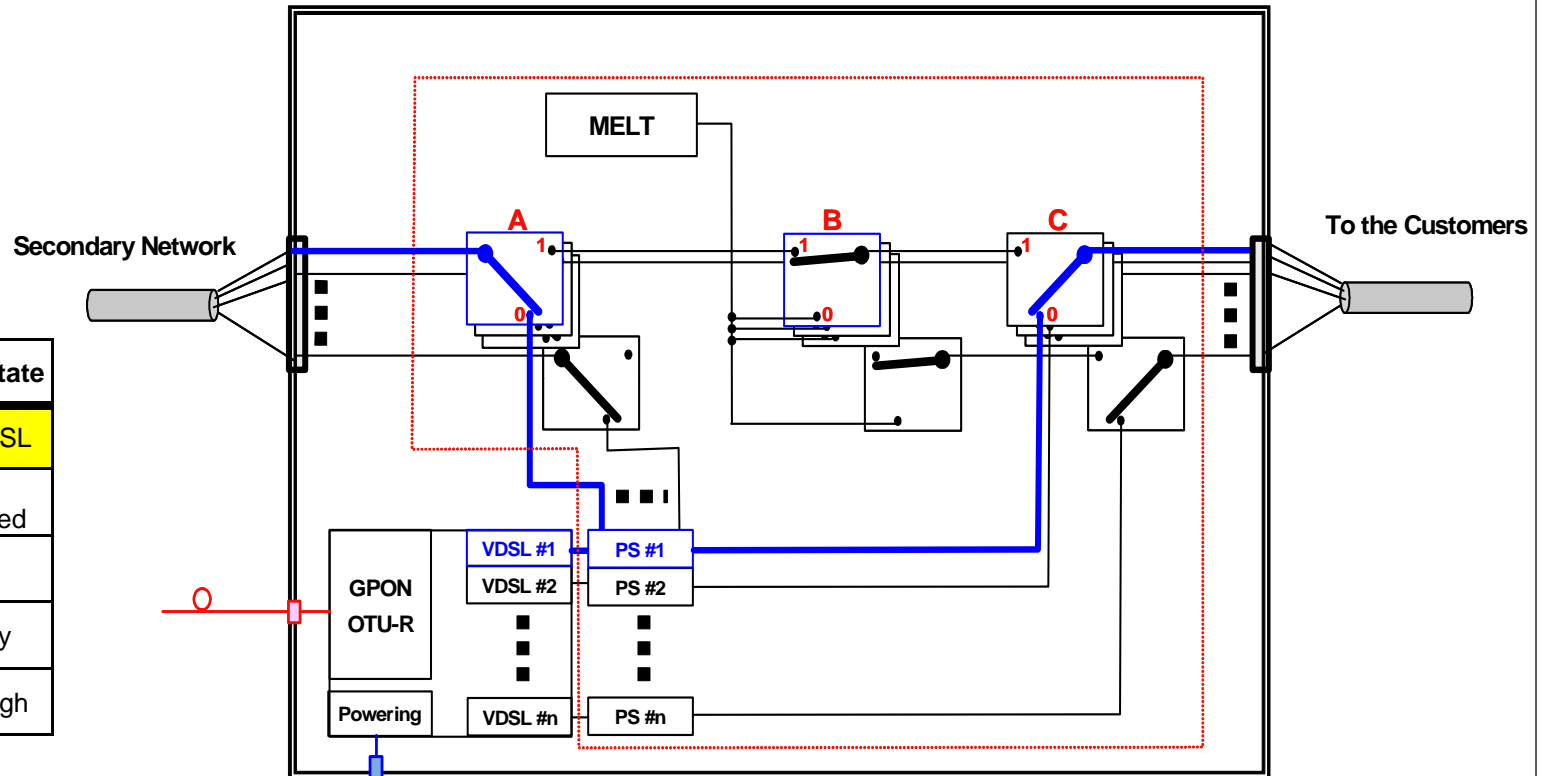 MELT
A
B
C
Secondary Network
To the Customers
1
1
1
0
0
0
tate
SL
ed
y
gh
VDSL #1
PS #1
VDSL #2
PS #2
GPON
OTU-R
Powering
VDSL #n
PS #n